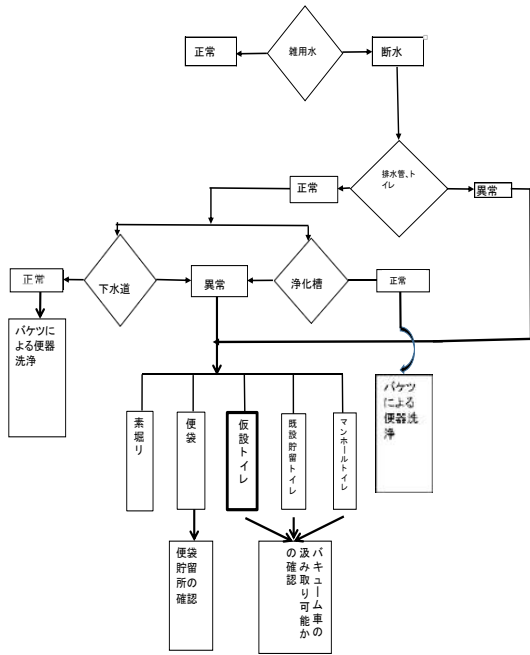 正常
雑用水
断水
排水管、ト
イレ
正常
異常
正常
下水道
異常
浄化槽
正常
バケツに
よる便器
洗浄
バケツ
による
便器洗
浄
素堀り
便袋
仮設トイレ
既設貯留トイレ
マンホールトイレ
便袋
貯留の
所
確認
バキューム車の
汲み取り可能か
の確認